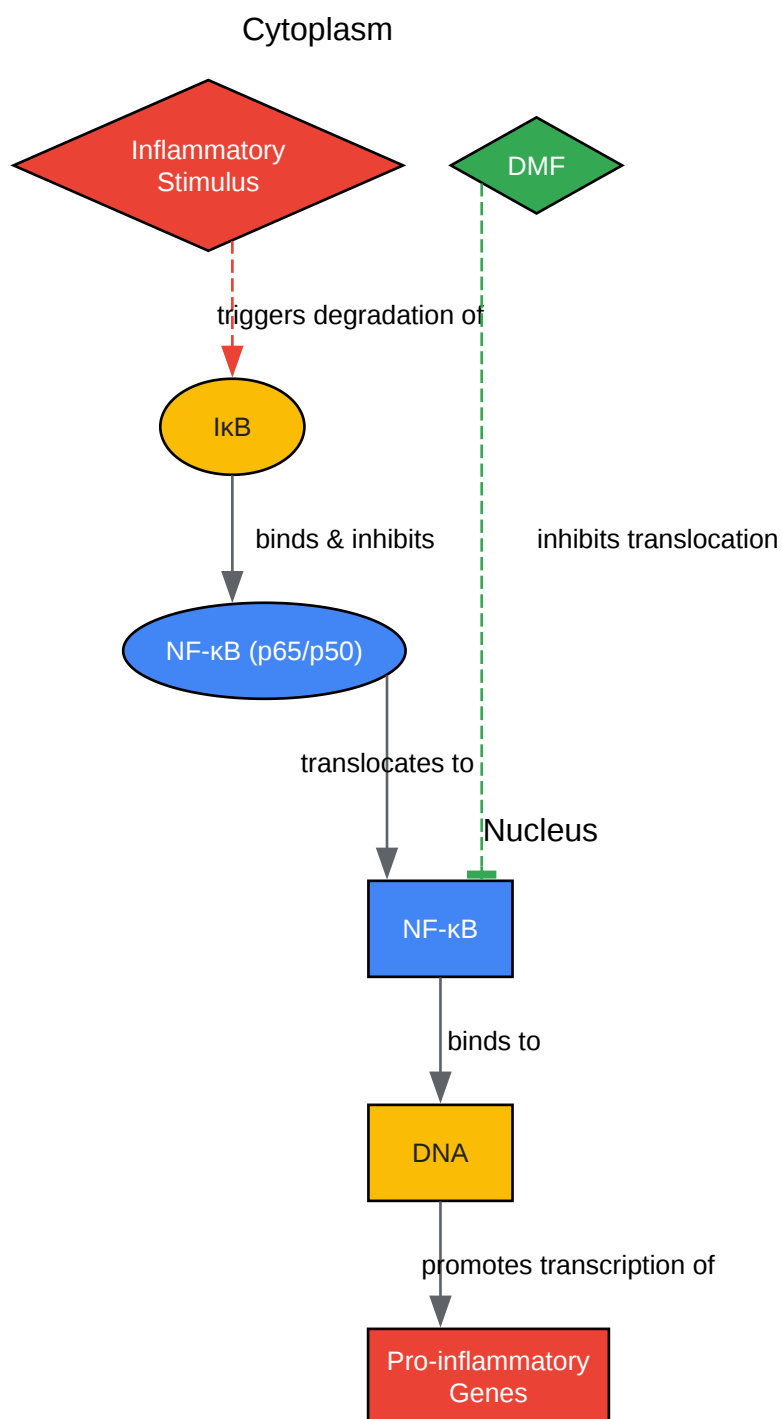 Cytoplasm
Inflammatory
Stimulus
DMF
triggers degradation of
IκB
binds & inhibits
inhibits translocation
NF-κB (p65/p50)
translocates to
Nucleus
NF-κB
binds to
DNA
promotes transcription of
Pro-inflammatory
Genes